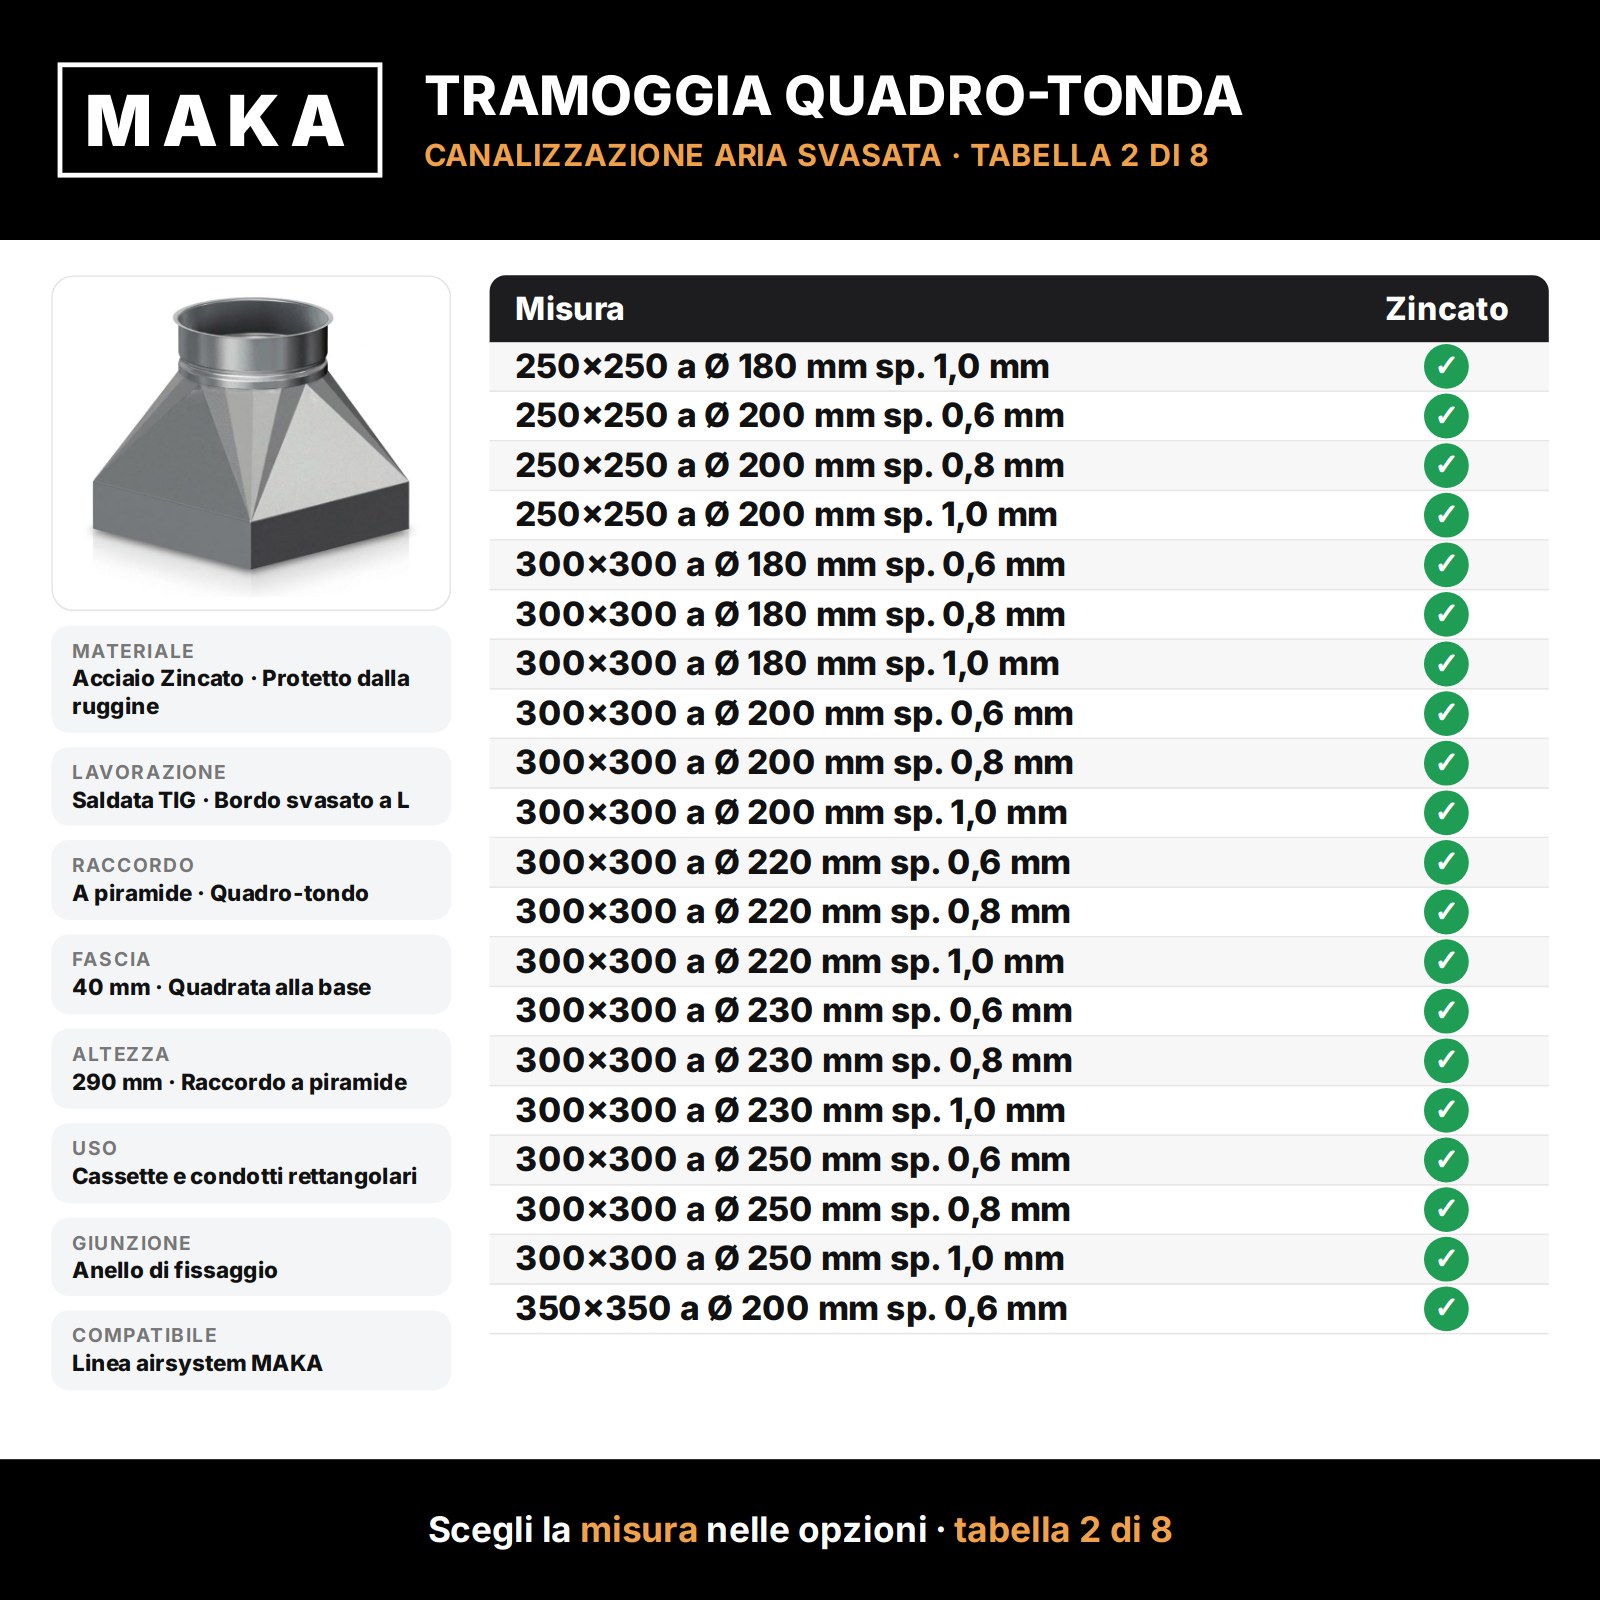 MAKA
TRAMOGGIA QUADRO-TONDA
CANALIZZAZIONE ARIA SVASATA · TABELLA 2 DI 8
MATERIALE
Acciaio Zincato · Protetto dalla
ruggine
LAVORAZIONE
Saldata TIG · Bordo svasato a L
RACCORDO
A piramide · Quadro-tondo
FASCIA
40 mm · Quadrata alla base
ALTEZZA
290 mm · Raccordo a piramide
USO
Cassette e condotti rettangolari
GIUNZIONE
Anello di fissaggio
COMPATIBILE
Linea airsystem MAKA
Misura Zincato
250×250 a Ø 180 mm sp. 1,0 mm ✓
250×250 a Ø 200 mm sp. 0,6 mm ✓
250×250 a Ø 200 mm sp. 0,8 mm ✓
250×250 a Ø 200 mm sp. 1,0 mm ✓
300×300 a Ø 180 mm sp. 0,6 mm ✓
300×300 a Ø 180 mm sp. 0,8 mm ✓
300×300 a Ø 180 mm sp. 1,0 mm ✓
300×300 a Ø 200 mm sp. 0,6 mm ✓
300×300 a Ø 200 mm sp. 0,8 mm ✓
300×300 a Ø 200 mm sp. 1,0 mm ✓
300×300 a Ø 220 mm sp. 0,6 mm ✓
300×300 a Ø 220 mm sp. 0,8 mm ✓
300×300 a Ø 220 mm sp. 1,0 mm ✓
300×300 a Ø 230 mm sp. 0,6 mm ✓
300×300 a Ø 230 mm sp. 0,8 mm ✓
300×300 a Ø 230 mm sp. 1,0 mm ✓
300×300 a Ø 250 mm sp. 0,6 mm ✓
300×300 a Ø 250 mm sp. 0,8 mm ✓
300×300 a Ø 250 mm sp. 1,0 mm ✓
350×350 a Ø 200 mm sp. 0,6 mm ✓
Scegli la misura nelle opzioni · tabella 2 di 8